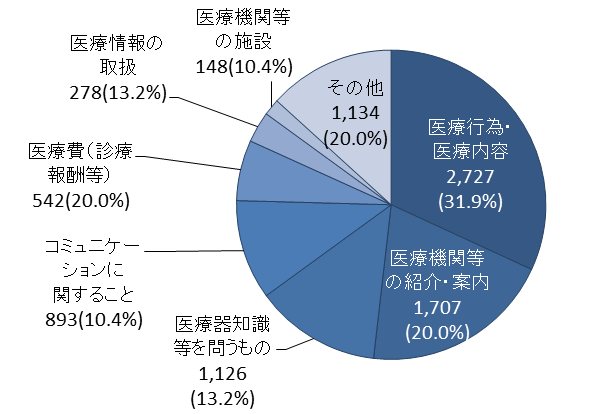 医療機関等
の施設
148(10.4%)
医療情報の
取扱
278(13.2%)
その他
1,134
(20.0%)
医療行為・
医療内容
2,727
(31.9%)
医療費(診療
報酬等)
542(20.0%)
医療機関等
の紹介・案内
1,707
(20.0%)
コミュニケー
ションに
関すること
893(10.4%)
医療器知識
等を問うもの
1,126
(13.2%)